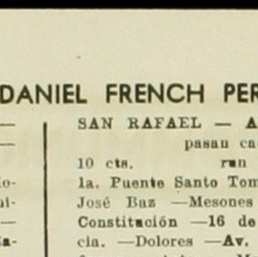 DANIEL FRENCH PER
SAN RAFAEL — A
pasan ca
10 cts. ren
la. Puente Santo Tom
José Baz —Mesones
Constitución —16 de
cia. —Dolores —Av.